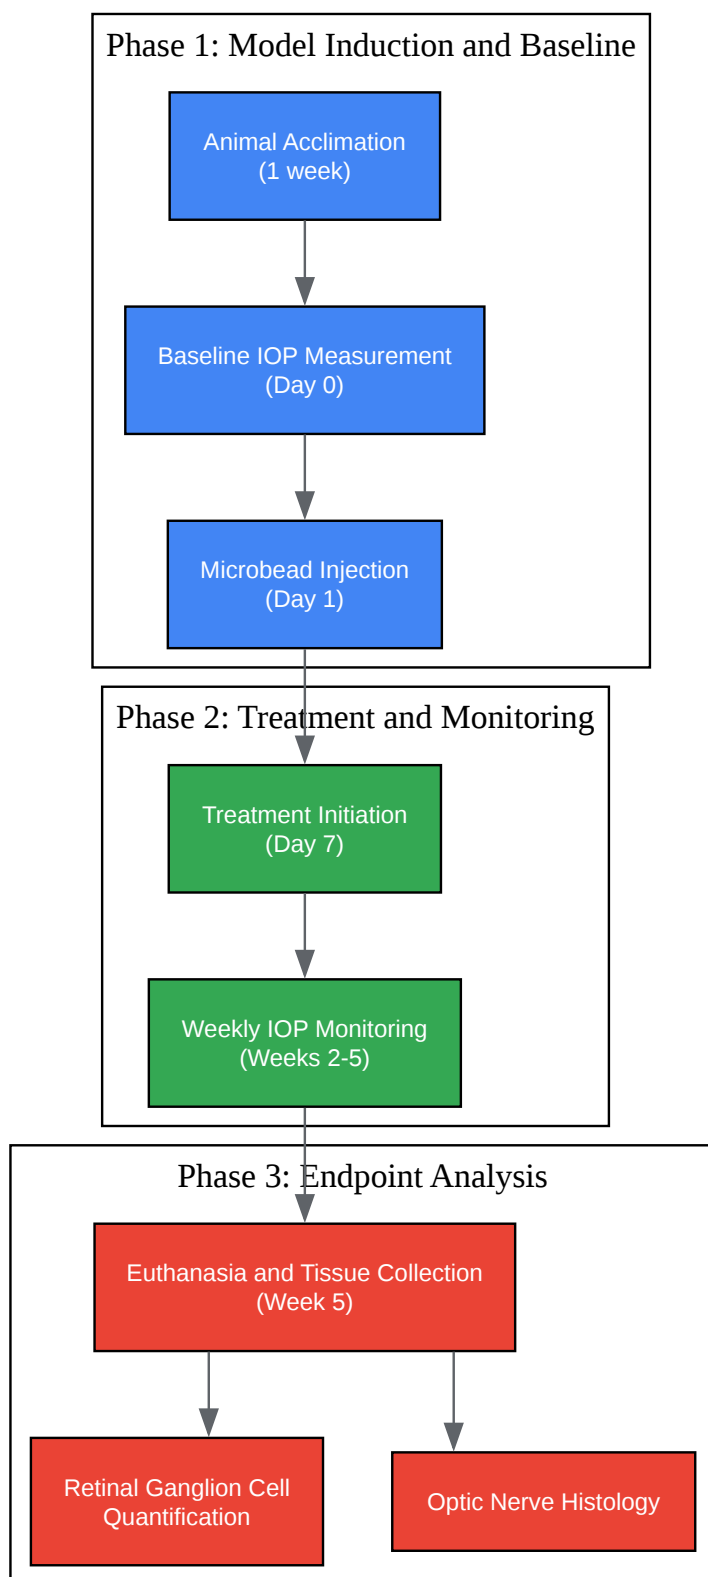 Phase 1: Model Induction and Baseline
Animal Acclimation
(1 week)
Baseline IOP Measurement
(Day 0)
Microbead Injection
(Day 1)
Phase 2: Treatment and Monitoring
Treatment Initiation
(Day 7)
Weekly IOP Monitoring
(Weeks 2-5)
Phase 3: Endpoint Analysis
Euthanasia and Tissue Collection
(Week 5)
Retinal Ganglion Cell
Quantification
Optic Nerve Histology